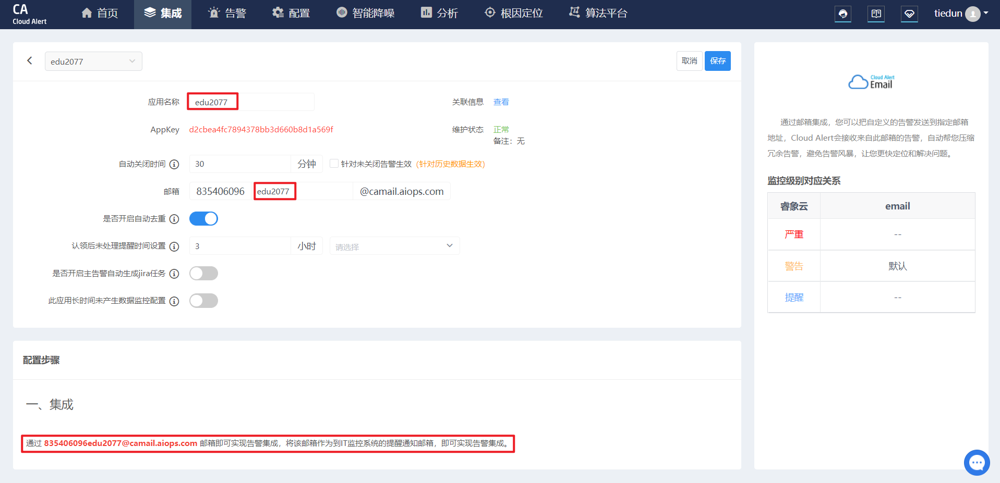 CA
Cloud Alert
首页
集成
告警
配置
智能降噪
分析
根因定位
算法平台
tiedun
edu2077
取消
保存
应用名称
edu2077
关联信息
查看
AppKey
d2cbea4fc7894378bb3d660b8d1a569f
维护状态
正常
备注：无
自动关闭时间
30
分钟
针对未关闭告警生效
(针对历史数据生效)
邮箱
835406096
edu2077
@camail.aiops.com
是否开启自动去重
认领后未处理提醒时间设置
3
小时
请选择
是否开启主告警自动生成jira任务
此应用长时间未产生数据监控配置
配置步骤
一、集成
通过 835406096edu2077@camail.aiops.com 邮箱即可实现告警集成，将该邮箱作为到IT监控系统的提醒通知邮箱，即可实现告警集成。
Cloud Alert
Email
通过邮箱集成，您可以把自定义的告警发送到指定邮箱
地址，Cloud Alert会接收来自此邮箱的告警，自动帮您压缩
冗余告警，避免告警风暴，让您更快定位和解决问题。
监控级别对应关系
睿象云
email
严重
--
警告
默认
提醒
--